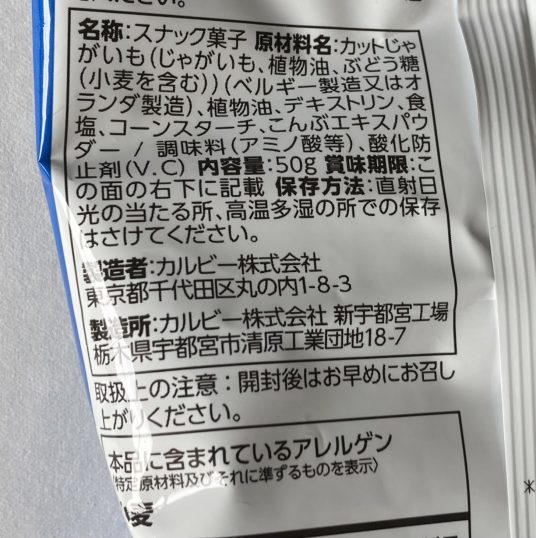 ください。
名称:スナック菓子 原材料名:カットじゃ
がいも(じゃがいも、植物油、ぶどう糖
(小麦を含む))(ベルギー製造又はオ
ランダ製造)、植物油、デキストリン、食
塩、コーンスターチ、こんぶエキスパウ
ダー / 調味料(アミノ酸等)、酸化防
止剤(V.C) 内容量:50g 賞味期限:こ
の面の右下に記載 保存方法:直射日
光の当たる所、高温多湿の所での保存
はさけてください。
製造者:カルビー株式会社
東京都千代田区丸の内1-8-3
製造所:カルビー株式会社 新宇都宮工場
栃木県宇都宮市清原工業団地18-7
取扱上の注意:開封後はお早めにお召し
上がりください。
本品に含まれているアレルゲン
特定原材料及びそれに準ずるものを表示〉
小麦